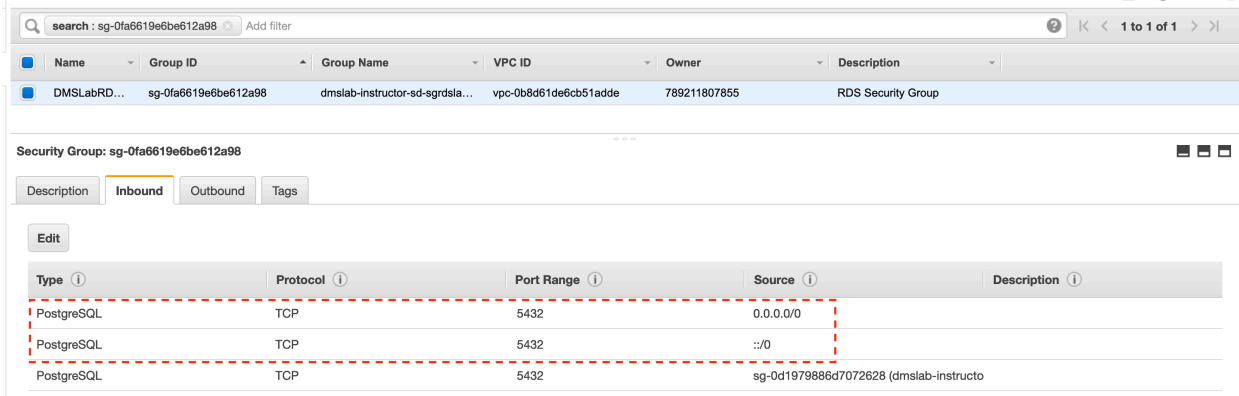 search : sg-0fa6619e6be612a98 Add filter 1 to 1 of 1
Name Group ID Group Name VPC ID Owner Description
DMSLabRD... sg-0fa6619e6be612a98 dmslab-instructor-sd-sgrdsla... vpc-0b8d61de6cb51adde 789211807855 RDS Security Group
Security Group: sg-0fa6619e6be612a98
Description Inbound Outbound Tags
Edit
Type Protocol Port Range Source Description
PostgreSQL TCP 5432 0.0.0.0/0
PostgreSQL TCP 5432 ::/0
PostgreSQL TCP 5432 sg-0d1979886d7072628 (dmslab-instructo